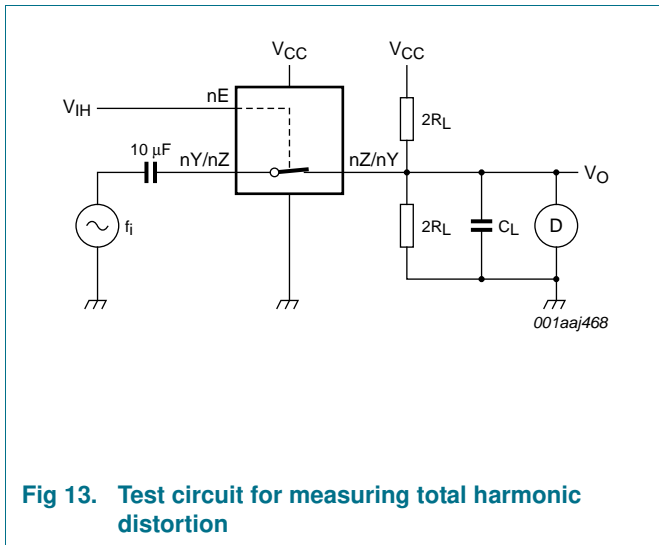 VCC VCC
nE
VIH
2RL
10 μF
nY/nZ nZ/nY
VO
fi
2RL CL D
001aaj468
Fig 13. Test circuit for measuring total harmonic
distortion